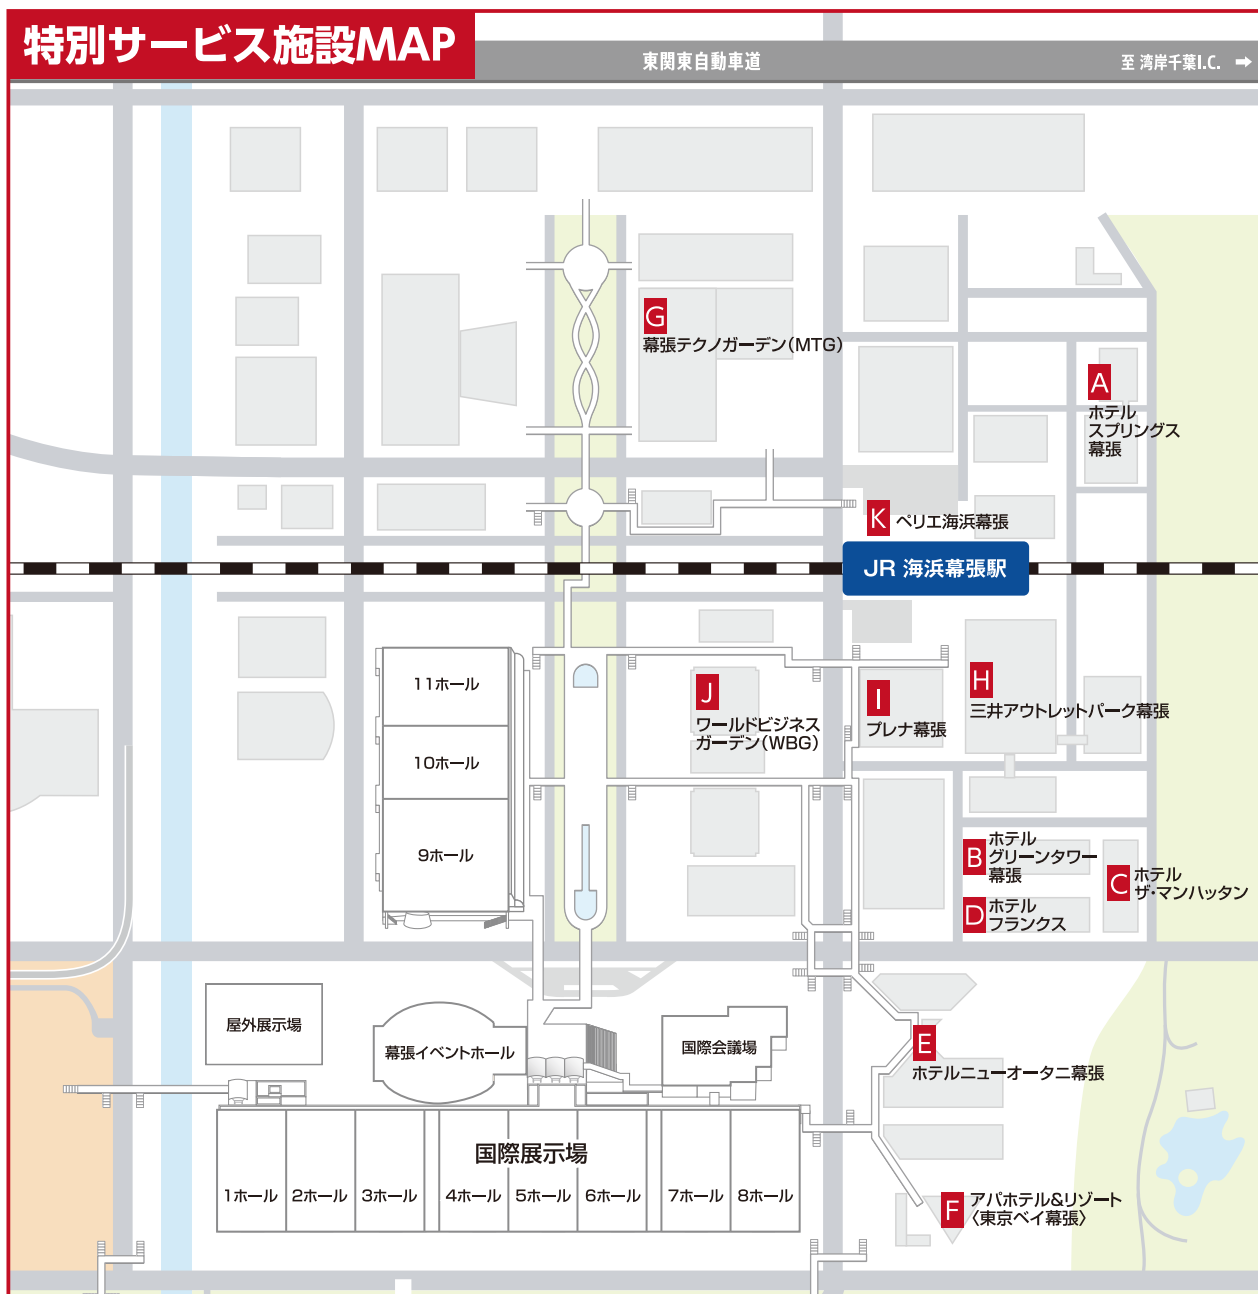 特別サービス施設MAP
東関東自動車道
至 湾岸千葉I.C. ➡
G
幕張テクノガーデン(MTG)
A
ホテル
スプリングス
幕張
K ペリエ海浜幕張
JR 海浜幕張駅
11ホール
10ホール
9ホール
J
ワールドビジネス
ガーデン(WBG)
I
プレナ幕張
H
三井アウトレットパーク幕張
B
ホテル
グリーンタワー
幕張
C
ホテル
ザ・マンハッタン
D
ホテル
フランクス
屋外展示場
幕張イベントホール
国際会議場
E
ホテルニューオータニ幕張
国際展示場
1ホール
2ホール
3ホール
4ホール
5ホール
6ホール
7ホール
8ホール
F
アパホテル&リゾート
〈東京ベイ幕張〉